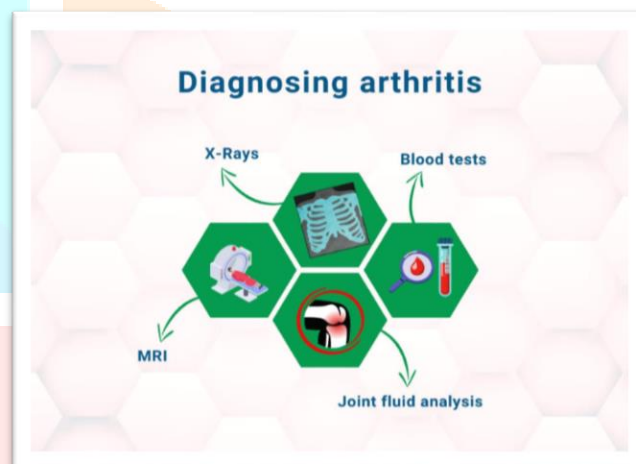 Diagnosing arthritis
X-Rays
Blood tests
MRI
Joint fluid analysis